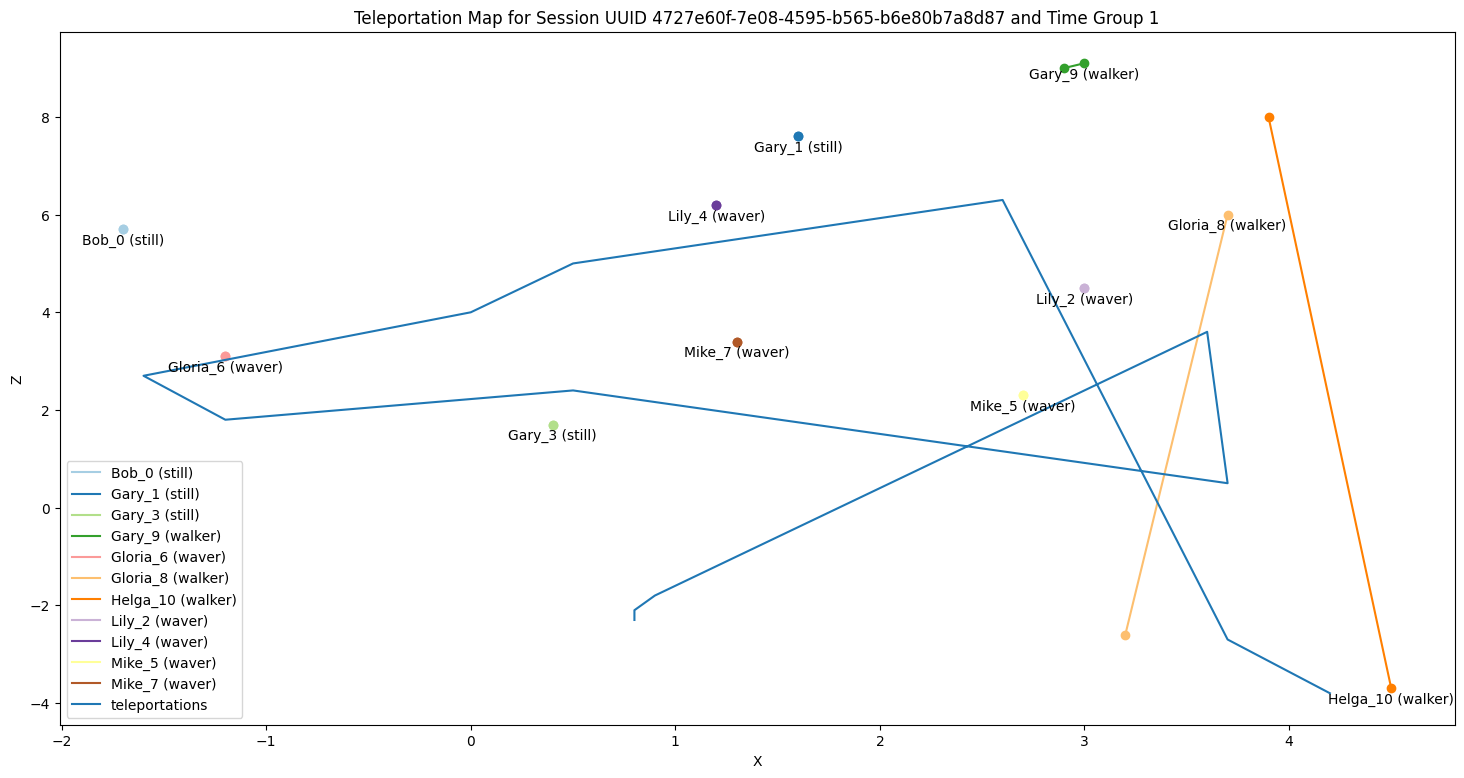 Teleportation Map for Session UUID 4727e60f-7e08-4595-b565-b6e80b7a8d87 and Time Group 1
Gary_9 (walker)
8
Gary_1 (still)
6
Lily_4 (waver)
Gloria_8 (walker)
Bob_0 (still)
4
Lily_2 (waver)
Z
Gloria_6 (waver)
Mike_7 (waver)
2
Mike_5 (waver)
Gary_3 (still)
0
−2
−4
Helga_10 (walker)
Bob_0 (still)
Gary_1 (still)
Gary_3 (still)
Gary_9 (walker)
Gloria_6 (waver)
Gloria_8 (walker)
Helga_10 (walker)
Lily_2 (waver)
Lily_4 (waver)
Mike_5 (waver)
Mike_7 (waver)
teleportations
−2 −1 0 1 2 3 4
X